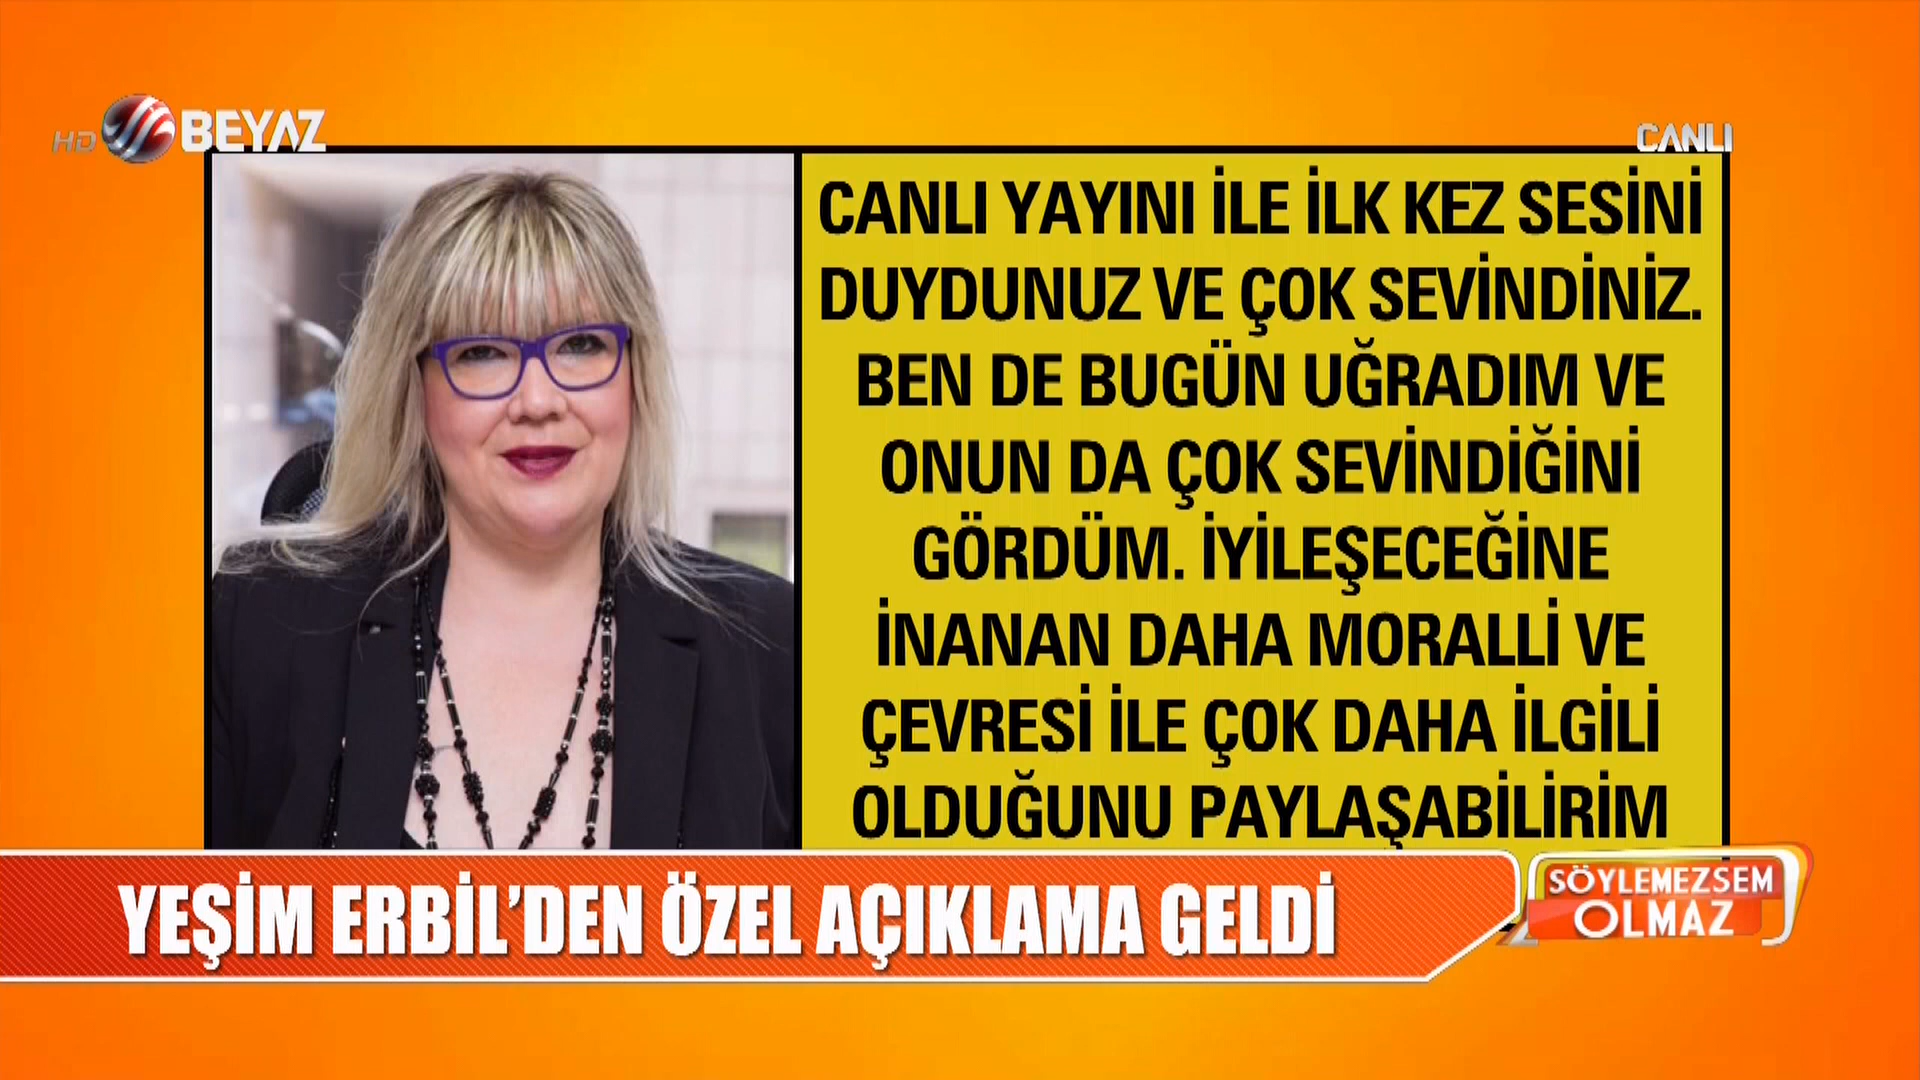 HD BEYAZ
CANLI
CANLI YAYINI İLE İLK KEZ SESİNİ
DUYDUNUZ VE ÇOK SEVİNDİNİZ.
BEN DE BUGÜN UĞRADIM VE
ONUN DA ÇOK SEVİNDİĞİNİ
GÖRDÜM. İYİLEŞECEĞİNE
İNANAN DAHA MORALLİ VE
ÇEVRESİ İLE ÇOK DAHA İLGİLİ
OLDUĞUNU PAYLAŞABİLİRİM
YEŞİM ERBİL'DEN ÖZEL AÇIKLAMA GELDİ
SÖYLEMEZSEM
OLMAZ